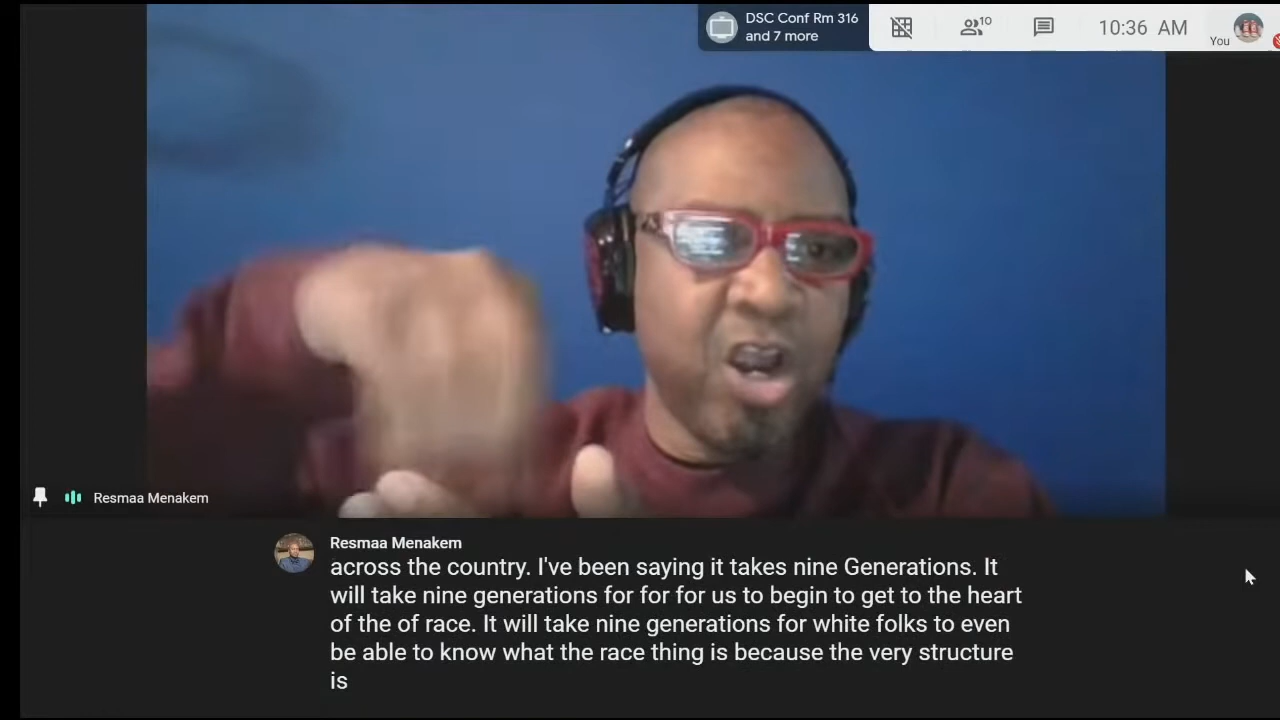 DSC Conf Rm 316
and 7 more
10
10:36 AM
You
Resmaa Menakem
Resmaa Menakem
across the country. I've been saying it takes nine Generations. It
will take nine generations for for for us to begin to get to the heart
of the of race. It will take nine generations for white folks to even
be able to know what the race thing is because the very structure
is